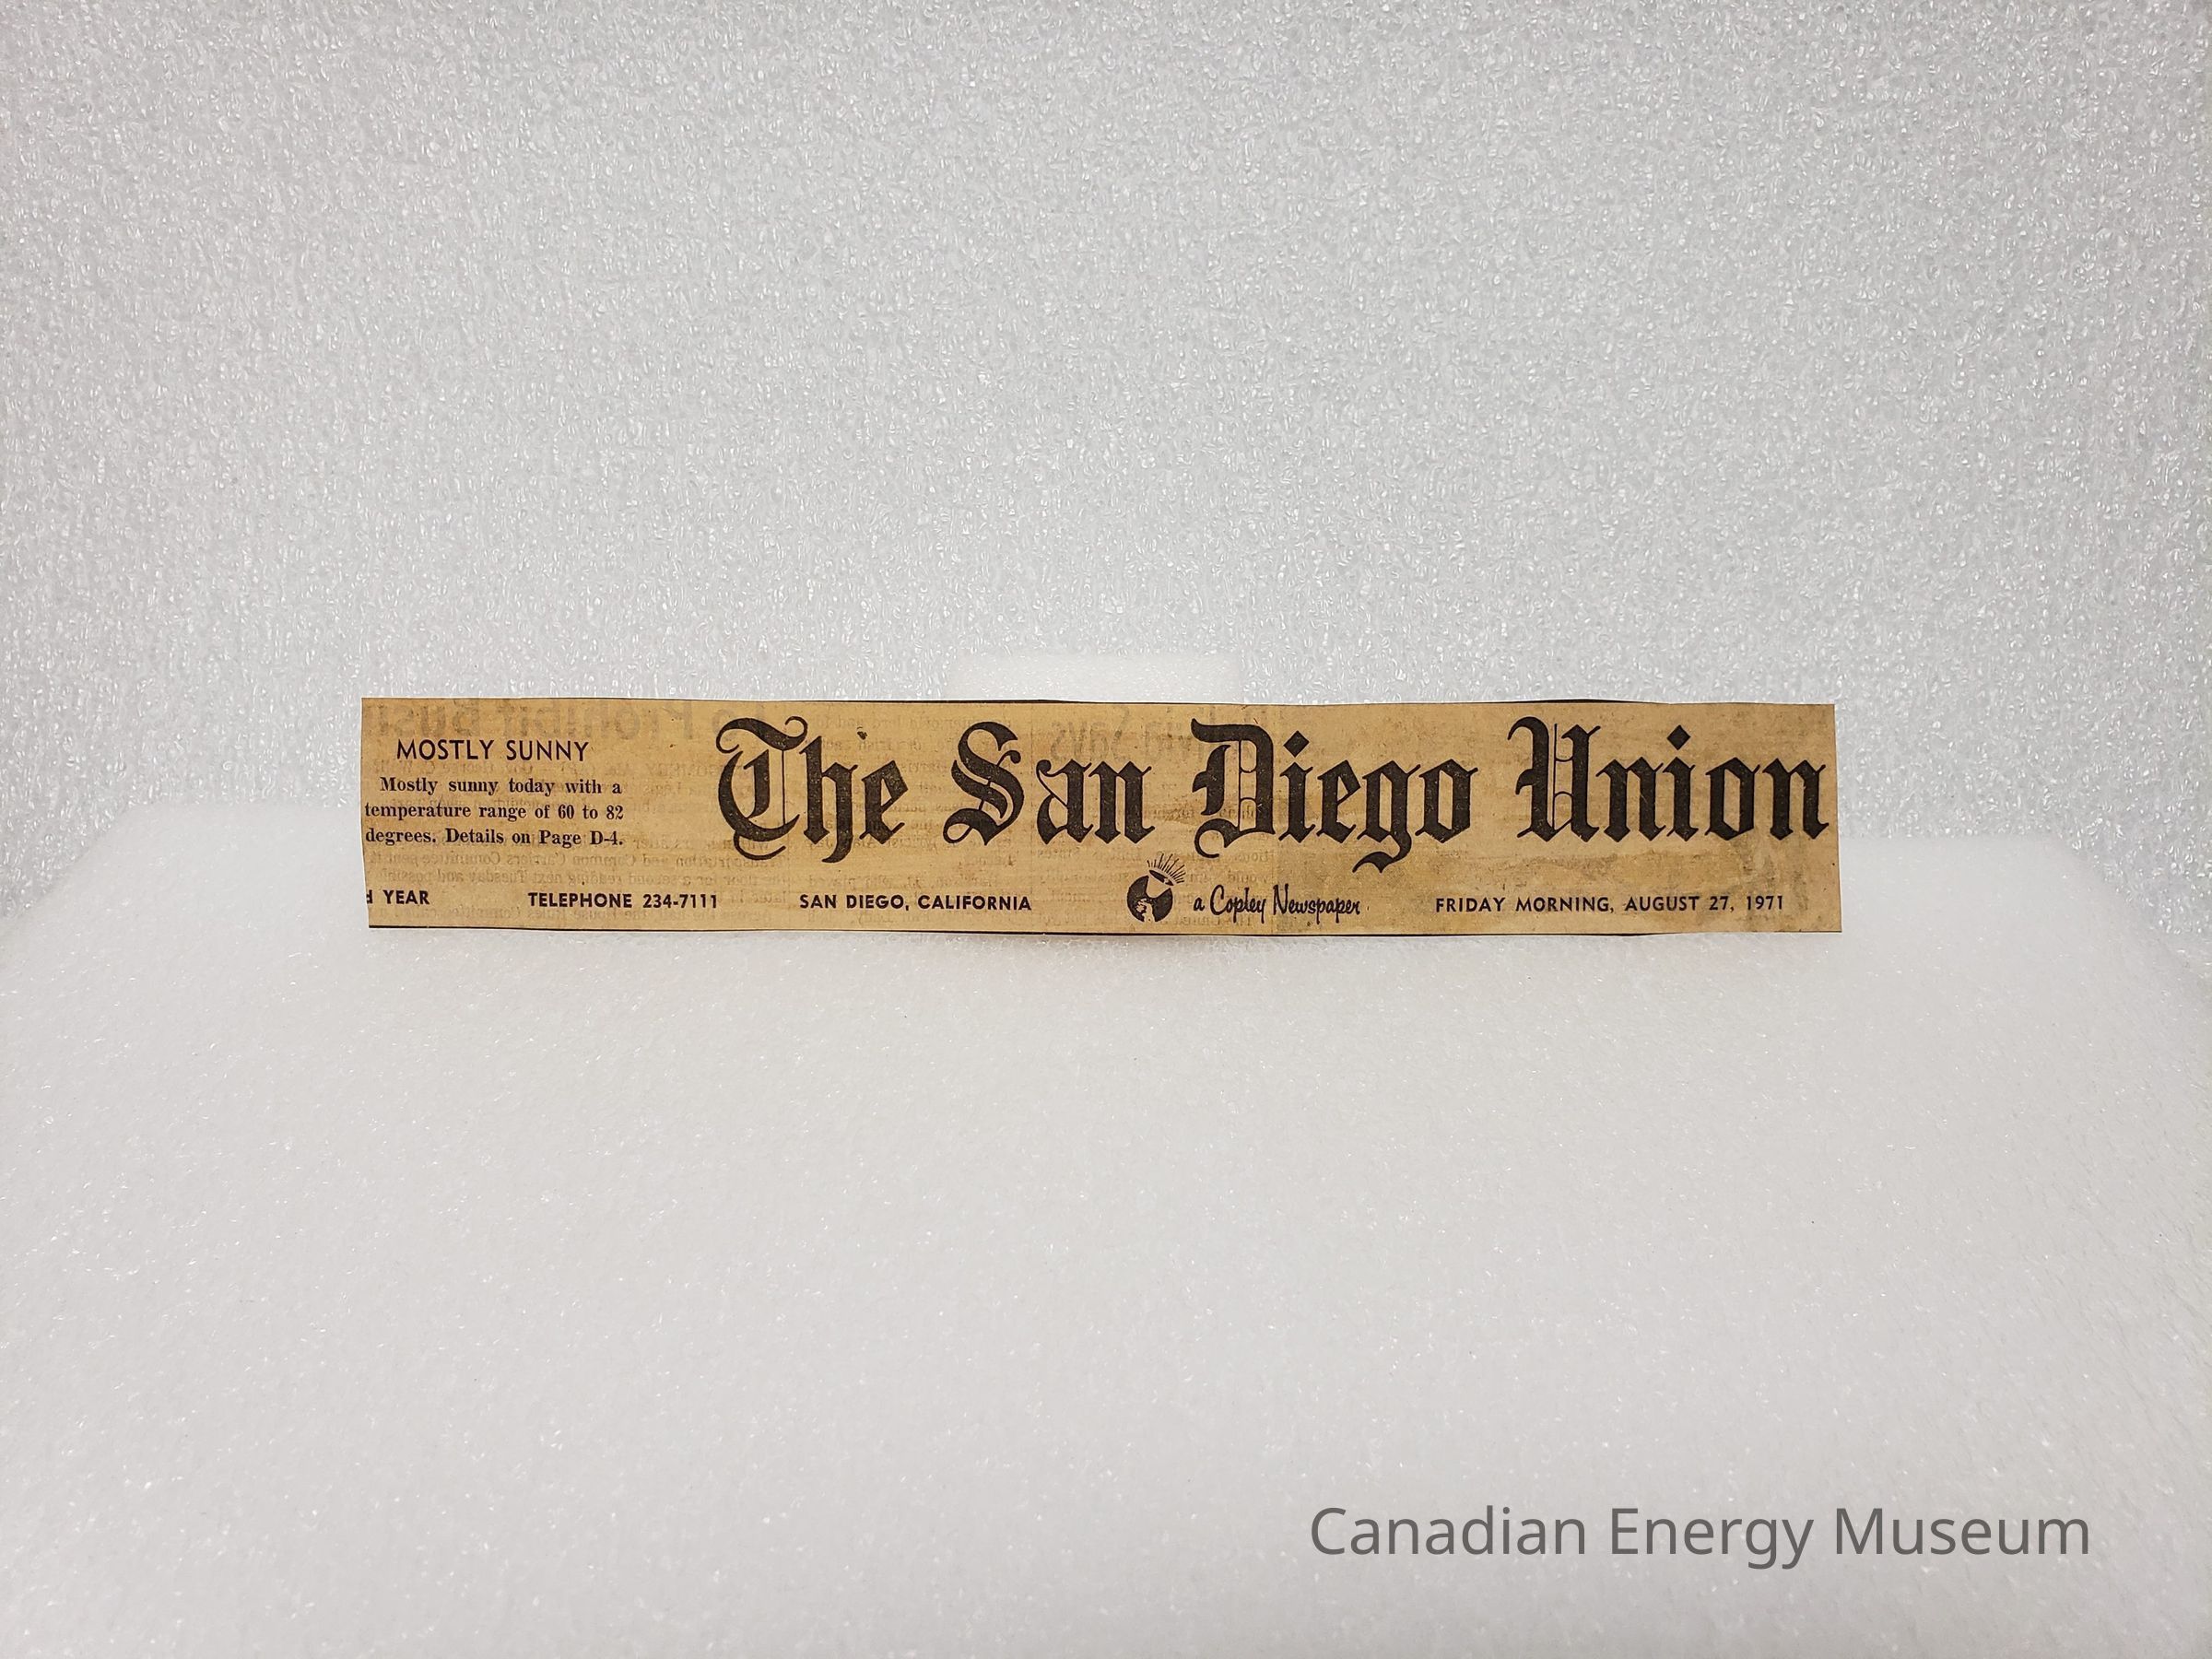 MOSTLY SUNNY
Mostly sunny today with a
temperature range of 60 to 82
degrees. Details on Page D-4.
The San Diego Union
d YEAR TELEPHONE 234-7111 SAN DIEGO, CALIFORNIA a Copley Newspaper FRIDAY MORNING, AUGUST 27, 1971
Canadian Energy Museum